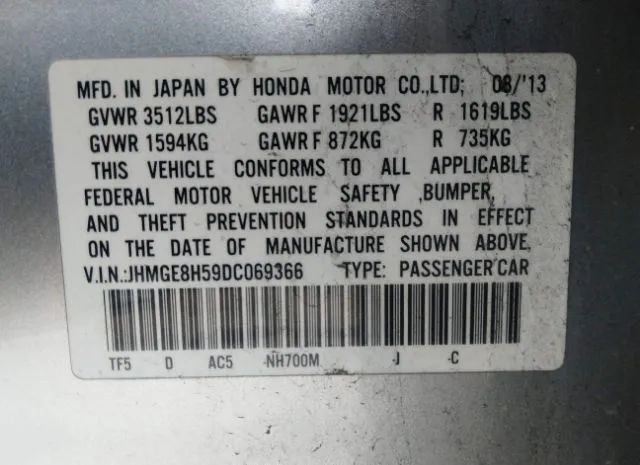 MFD. IN JAPAN BY HONDA MOTOR CO.,LTD; 08/'13
GVWR 3512LBS GAWR F 1921LBS R 1619LBS
GVWR 1594KG GAWR F 872KG R 735KG
THIS VEHICLE CONFORMS TO ALL APPLICABLE
FEDERAL MOTOR VEHICLE SAFETY ,BUMPER,
AND THEFT PREVENTION STANDARDS IN EFFECT
ON THE DATE OF MANUFACTURE SHOWN ABOVE.
V.I.N.:JHMGE8H59DC069366 TYPE: PASSENGER CAR
TF5 D AC5 -NH700M -J -C